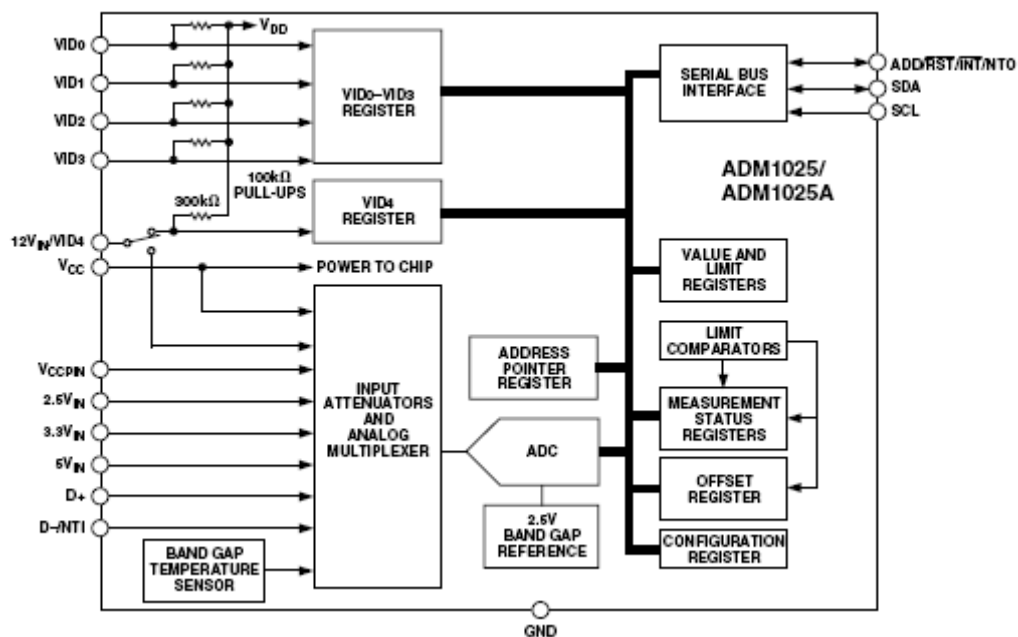 VID0
VDD
VID1
VID2
VID3
VID0–VID3
REGISTER
100kΩ
PULL-UPS
300kΩ
VID4
REGISTER
12VIN/VID4
VCC
POWER TO CHIP
VCCPIN
2.5VIN
3.3VIN
5VIN
D+
D–/NTI
BAND GAP
TEMPERATURE
SENSOR
INPUT
ATTENUATORS
AND
ANALOG
MULTIPLEXER
ADDRESS
POINTER
REGISTER
ADC
2.5V
BAND GAP
REFERENCE
SERIAL BUS
INTERFACE
ADD/RST/INT/NTO
SDA
SCL
ADM1025/
ADM1025A
VALUE AND
LIMIT
REGISTERS
LIMIT
COMPARATORS
MEASUREMENT
STATUS
REGISTERS
OFFSET
REGISTER
CONFIGURATION
REGISTER
GND